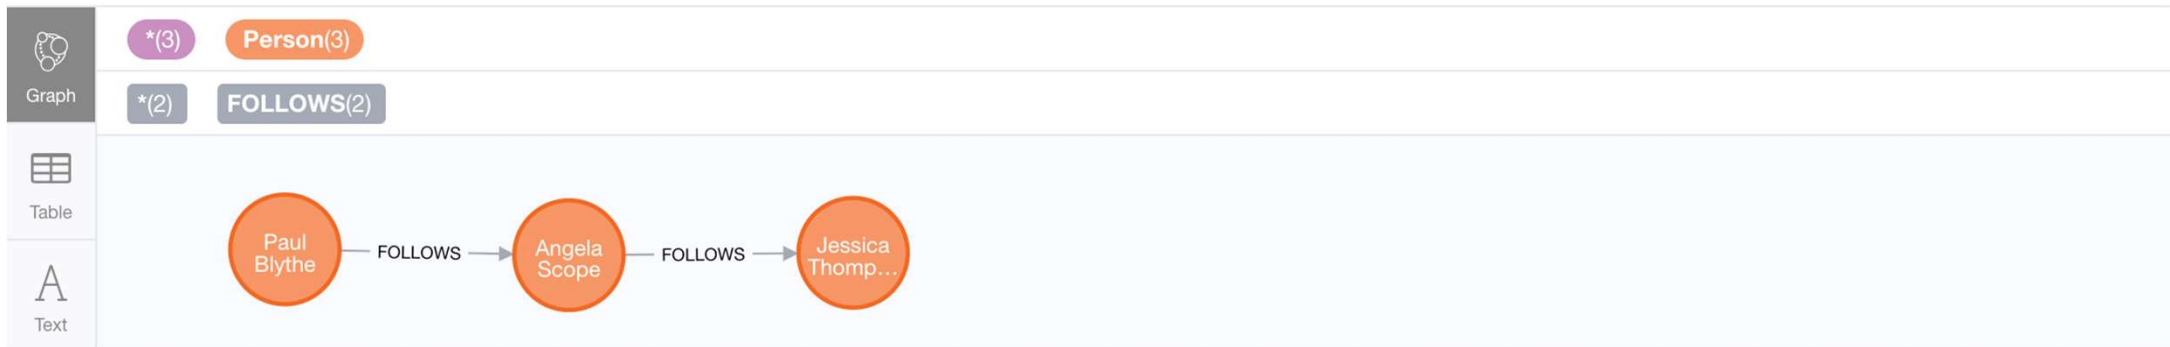 *(3) Person(3)
Graph
*(2) FOLLOWS(2)
Table
Paul
Blythe
FOLLOWS
Angela
Scope
FOLLOWS
Jessica
Thomp...
Text